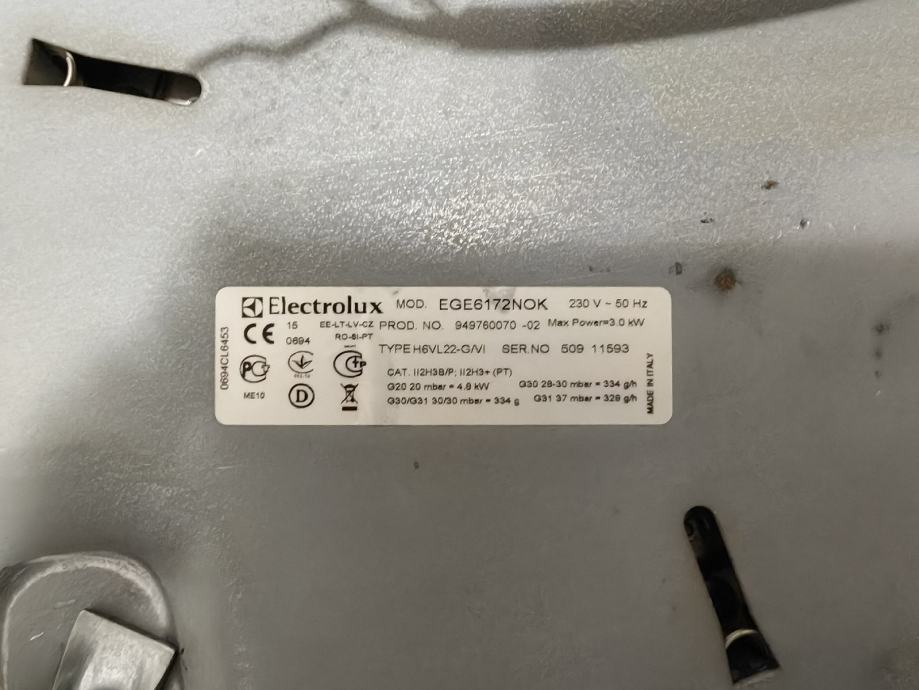 Electrolux MOD. EGE6172NOK 230 V ~ 50 Hz
CE 15 EE-LT-LV-CZ PROD. NO. 949760070 -02 Max Power=3.0 kW
0694 RO-SI-PT
TYPE H6VL22-G/VI SER.NO 509 11593
0694CL6453
CAT. II2H3B/P; II2H3+ (PT)
ME10
D
G20 20 mbar = 4.8 kW G30 28-30 mbar = 334 g/h
G30/G31 30/30 mbar = 334 g G31 37 mbar = 328 g/h
MADE IN ITALY